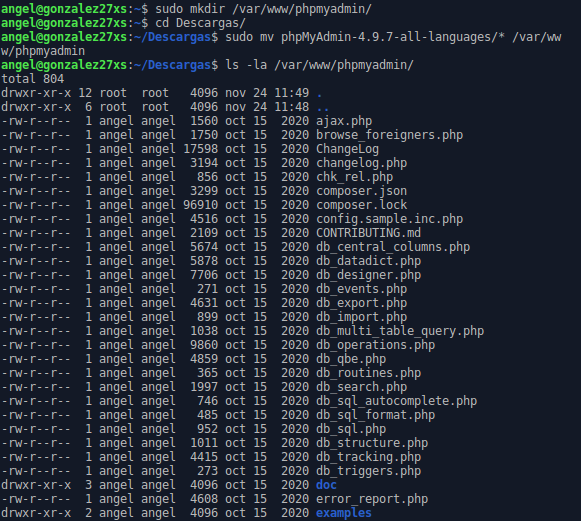 angel@gonzalez27xs:~$ sudo mkdir /var/www/phpmyadmin/
angel@gonzalez27xs:~$ cd Descargas/
angel@gonzalez27xs:~/Descargas$ sudo mv phpMyAdmin-4.9.7-all-languages/* /var/ww
w/phpmyadmin
angel@gonzalez27xs:~/Descargas$ ls -la /var/www/phpmyadmin/
total 804
drwxr-xr-x 12 root  root   4096 nov 24 11:49 .
drwxr-xr-x  6 root  root   4096 nov 24 11:48 ..
-rw-r--r--  1 angel angel  1560 oct 15  2020 ajax.php
-rw-r--r--  1 angel angel  1750 oct 15  2020 browse_foreigners.php
-rw-r--r--  1 angel angel 17598 oct 15  2020 ChangeLog
-rw-r--r--  1 angel angel  3194 oct 15  2020 changelog.php
-rw-r--r--  1 angel angel   856 oct 15  2020 chk_rel.php
-rw-r--r--  1 angel angel  3299 oct 15  2020 composer.json
-rw-r--r--  1 angel angel 96910 oct 15  2020 composer.lock
-rw-r--r--  1 angel angel  4516 oct 15  2020 config.sample.inc.php
-rw-r--r--  1 angel angel  2109 oct 15  2020 CONTRIBUTING.md
-rw-r--r--  1 angel angel  5674 oct 15  2020 db_central_columns.php
-rw-r--r--  1 angel angel  5878 oct 15  2020 db_datadict.php
-rw-r--r--  1 angel angel  7706 oct 15  2020 db_designer.php
-rw-r--r--  1 angel angel   271 oct 15  2020 db_events.php
-rw-r--r--  1 angel angel  4631 oct 15  2020 db_export.php
-rw-r--r--  1 angel angel   899 oct 15  2020 db_import.php
-rw-r--r--  1 angel angel  1038 oct 15  2020 db_multi_table_query.php
-rw-r--r--  1 angel angel  9860 oct 15  2020 db_operations.php
-rw-r--r--  1 angel angel  4859 oct 15  2020 db_qbe.php
-rw-r--r--  1 angel angel   365 oct 15  2020 db_routines.php
-rw-r--r--  1 angel angel  1997 oct 15  2020 db_search.php
-rw-r--r--  1 angel angel   746 oct 15  2020 db_sql_autocomplete.php
-rw-r--r--  1 angel angel   485 oct 15  2020 db_sql_format.php
-rw-r--r--  1 angel angel   952 oct 15  2020 db_sql.php
-rw-r--r--  1 angel angel  1011 oct 15  2020 db_structure.php
-rw-r--r--  1 angel angel  4415 oct 15  2020 db_tracking.php
-rw-r--r--  1 angel angel   273 oct 15  2020 db_triggers.php
drwxr-xr-x  3 angel angel  4096 oct 15  2020 doc
-rw-r--r--  1 angel angel  4608 oct 15  2020 error_report.php
drwxr-xr-x  2 angel angel  4096 oct 15  2020 examples